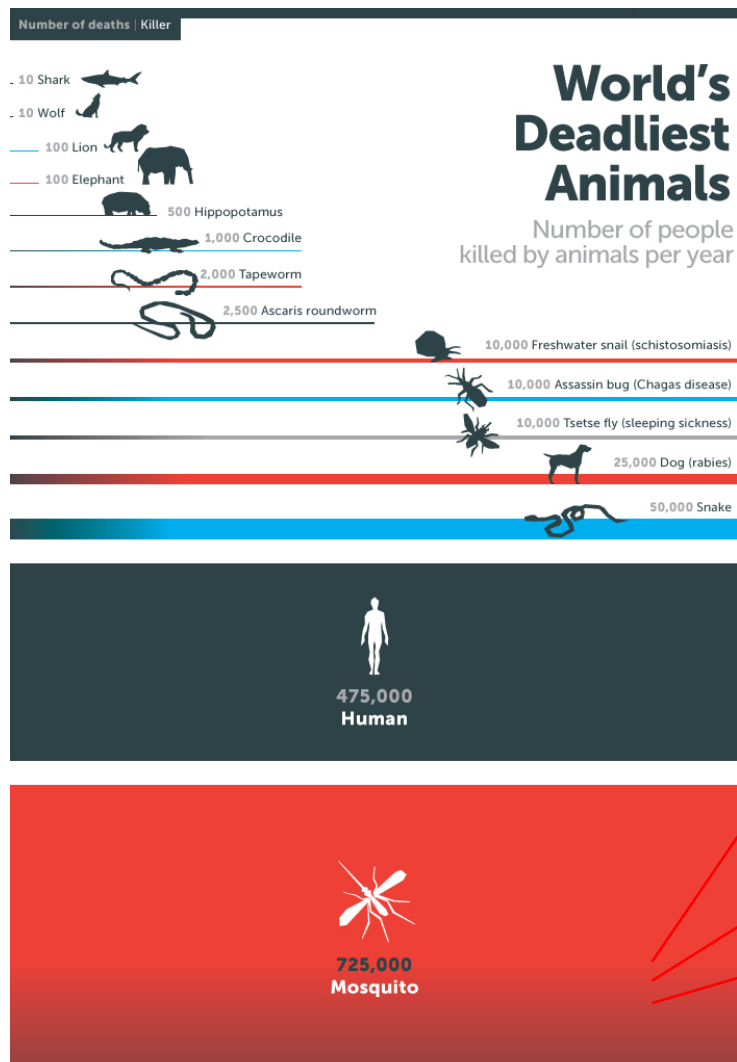 Number of deaths | Killer
World's
Deadliest
Animals
Number of people
killed by animals per year
10 Shark
10 Wolf
100 Lion
100 Elephant
500 Hippopotamus
1,000 Crocodile
2,000 Tapeworm
2,500 Ascaris roundworm
10,000 Freshwater snail (schistosomiasis)
10,000 Assassin bug (Chagas disease)
10,000 Tsetse fly (sleeping sickness)
25,000 Dog (rabies)
50,000 Snake
475,000
Human
725,000
Mosquito